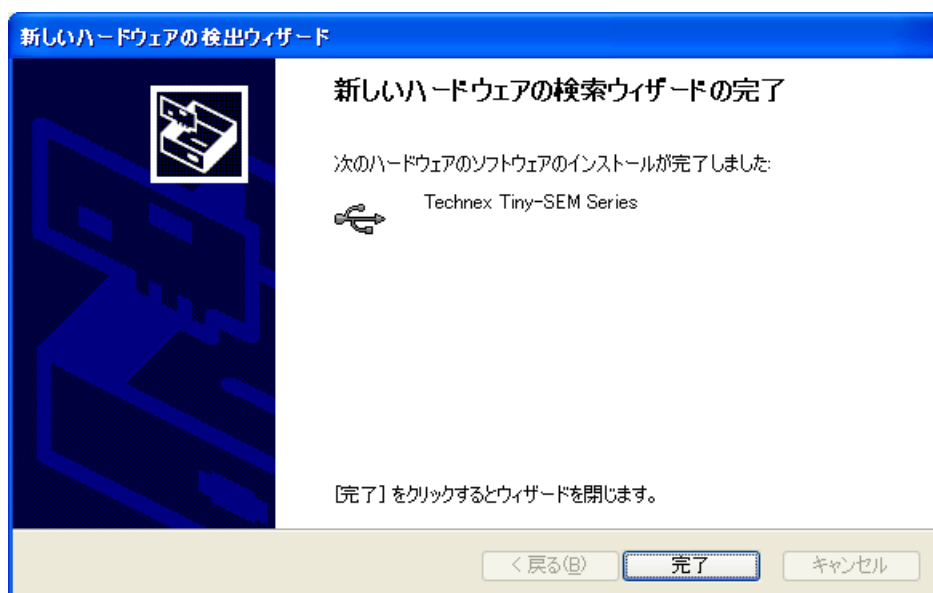 新しいハードウェアの検出ウィザード
新しいハードウェアの検索ウィザードの完了
次のハードウェアのソフトウェアのインストールが完了しました:
Technex Tiny-SEM Series
[完了] をクリックするとウィザードを閉じます。
< 戻る(B)
完了
キャンセル